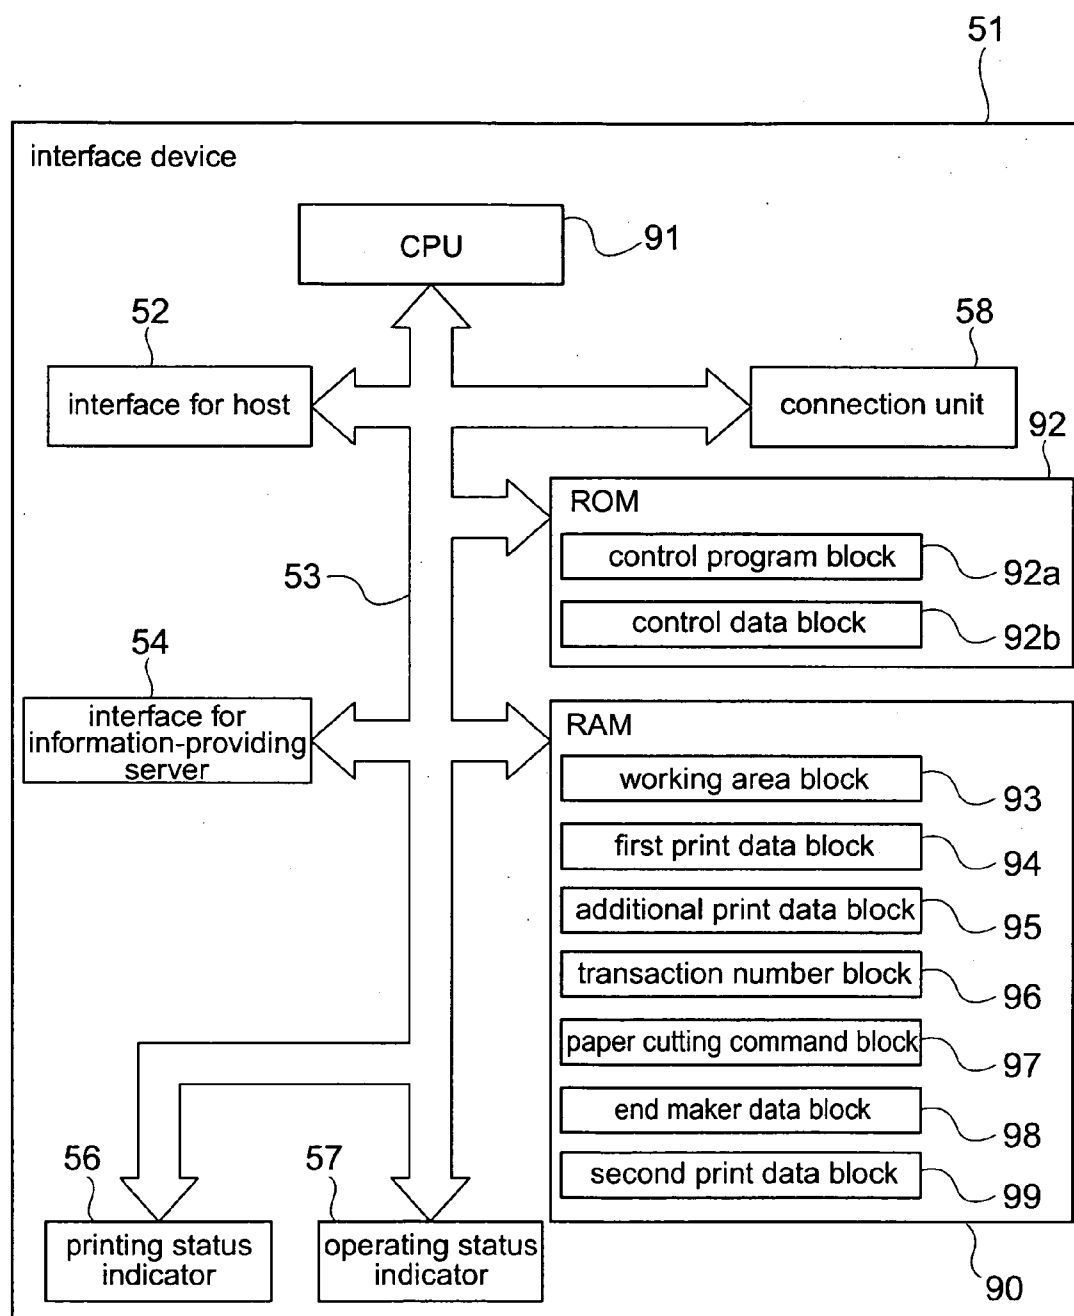 51
interface device
CPU
91
52
58
interface for host
connection unit
92
ROM
control program block
92a
53
control data block
92b
54
interface for
information-providing
server
RAM
working area block
93
first print data block
94
additional print data block
95
transaction number block
96
paper cutting command block
97
end maker data block
98
56
57
second print data block
99
printing status
indicator
operating status
indicator
90